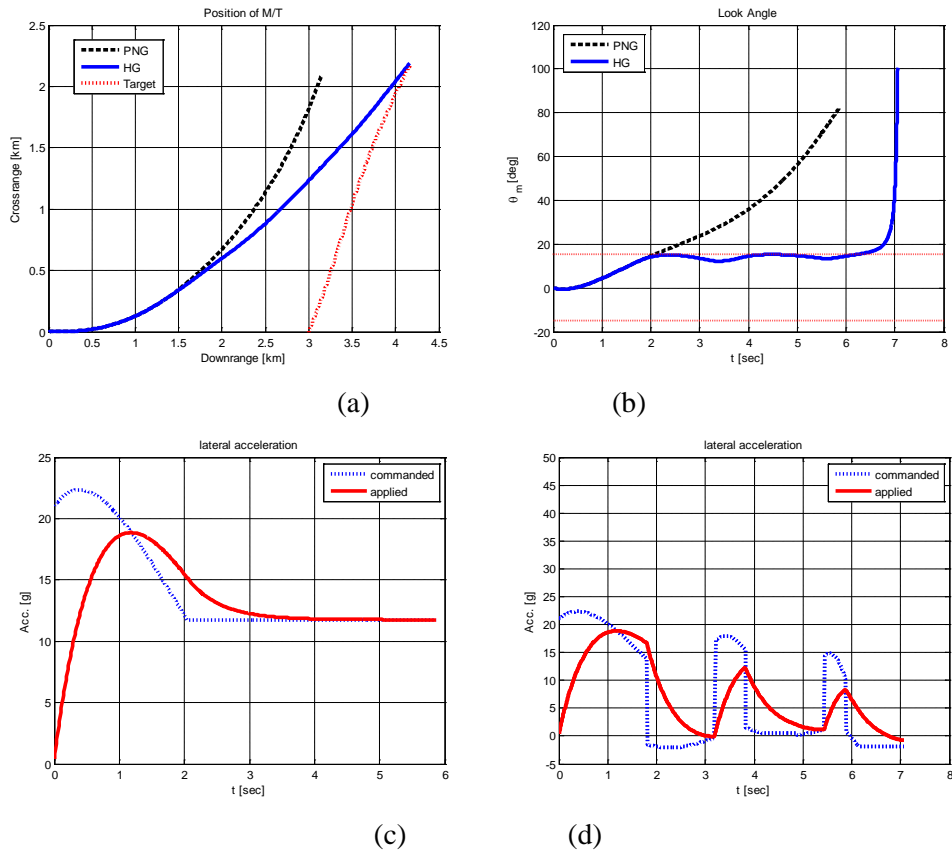 Position of M/T
2.5
2
1.5
1
0.5
0
Crossrange [km]
PNG
HG
Target
0 0.5 1 1.5 2 2.5 3 3.5 4 4.5
Downrange [km]
Look Angle
120
100
80
60
40
20
0
-20
θ m [deg]
PNG
HG
0 1 2 3 4 5 6 7 8
t [sec]
(a) (b)
lateral acceleration
25
20
15
10
5
0
Acc. [g]
commanded
applied
0 1 2 3 4 5 6
t [sec]
lateral acceleration
50
45
40
35
30
25
20
15
10
5
0
-5
Acc. [g]
commanded
applied
0 1 2 3 4 5 6 7 8
t [sec]
(c) (d)